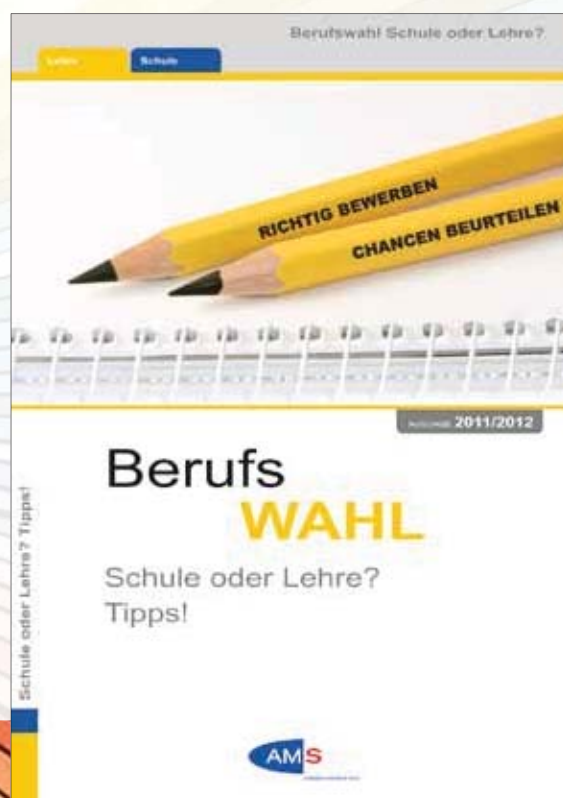 Berufswahl Schule oder Lehre?
Lehre Schule
RICHTIG BEWERBEN
CHANCEN BEURTEILEN
2011/2012
Berufs
WAHL
Schule oder Lehre?
Tipps!
Schule oder Lehre? Tipps!
AMS